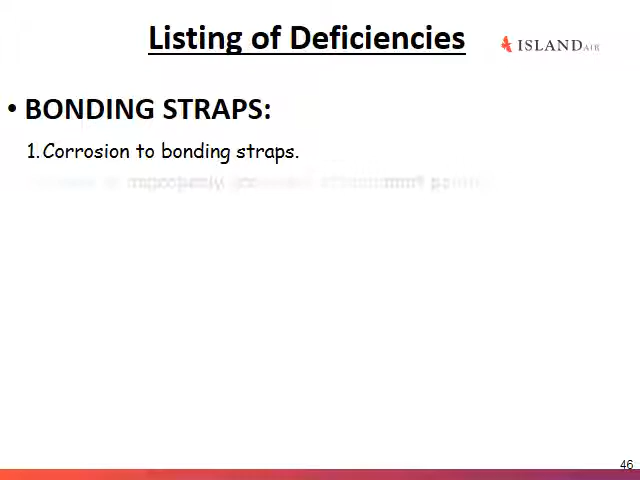 Listing of Deficiencies
ISLAND AIR
• BONDING STRAPS:
1. Corrosion to bonding straps.
46